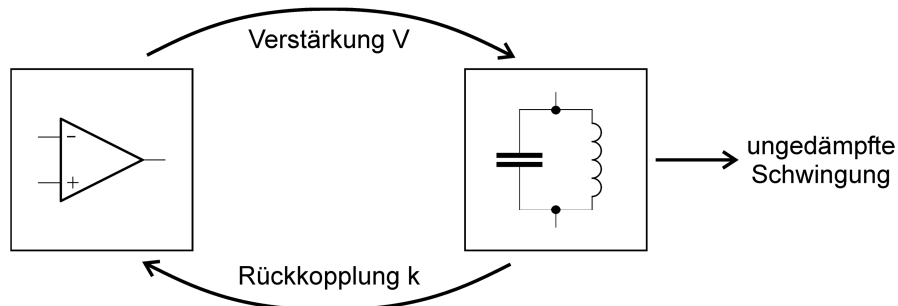 Verstärkung V
−
+
ungedämpfte
Schwingung
Rückkopplung k